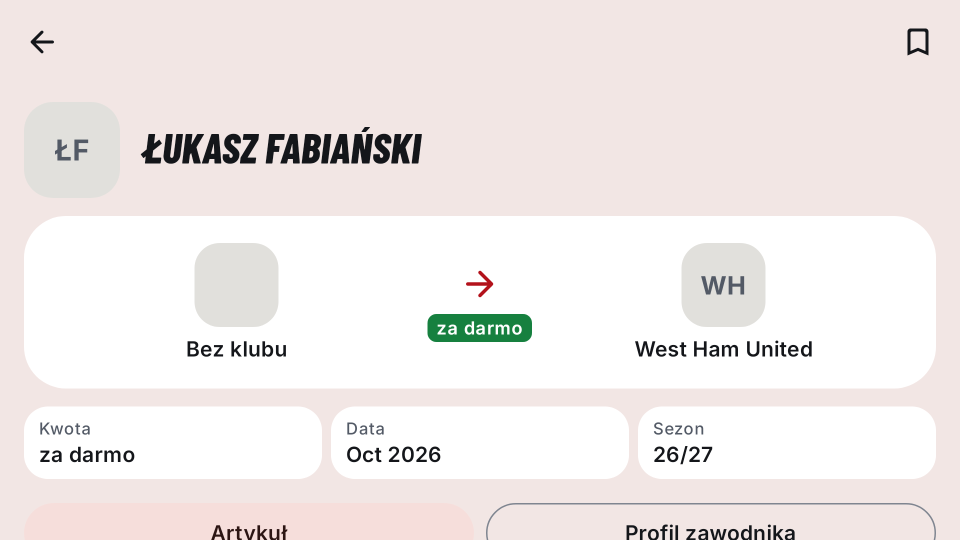 ŁF
ŁUKASZ FABIAŃSKI
Bez klubu
za darmo
WH
West Ham United
Kwota
za darmo
Data
Oct 2026
Sezon
26/27
Artykuł
Profil zawodnika